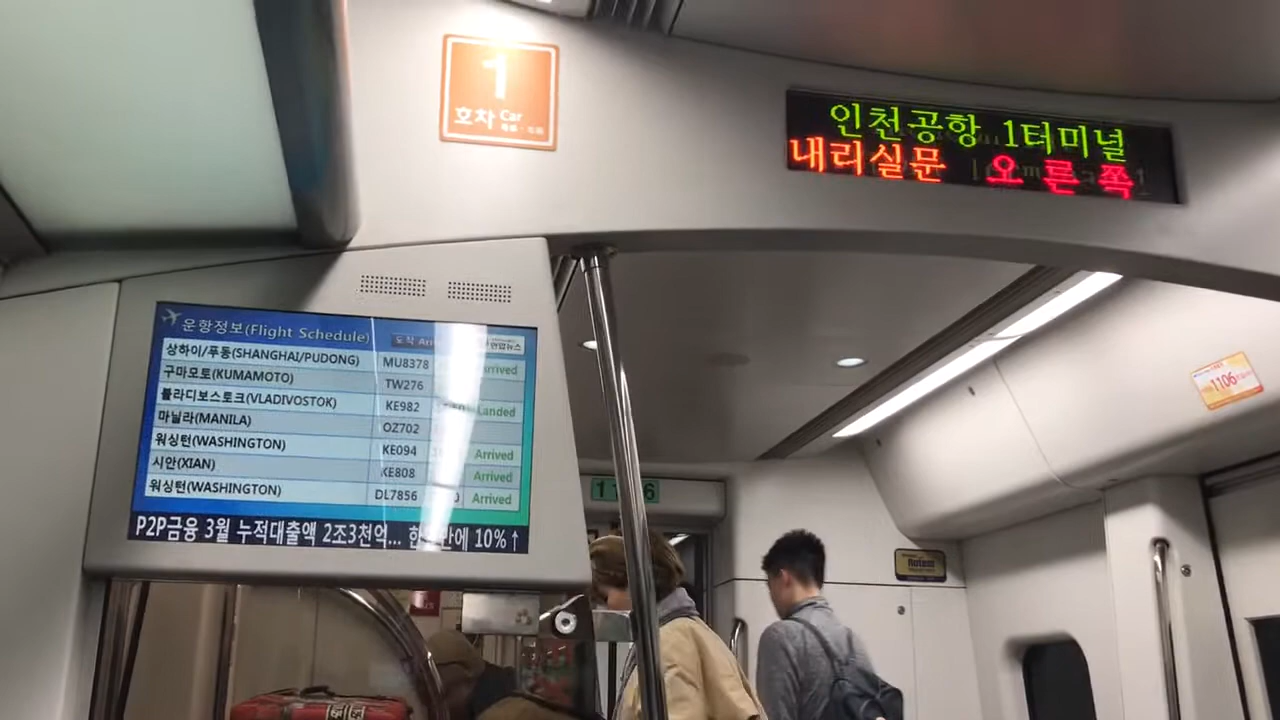 1
호차 Car
인천공항 1터미널
내리실문 오른쪽
운항정보(Flight Schedule)
도착
상하이/푸동(SHANGHAI/PUDONG) MU8378 Arrived
구마모토(KUMAMOTO) TW276
블라디보스토크(VLADIVOSTOK) KE982 Landed
마닐라(MANILA) OZ702
워싱턴(WASHINGTON) KE094 Arrived
시안(XIAN) KE808 Arrived
워싱턴(WASHINGTON) DL7856 Arrived
P2P금융 3월 누적대출액 2조3천억... 10%↑
1106
Rotem